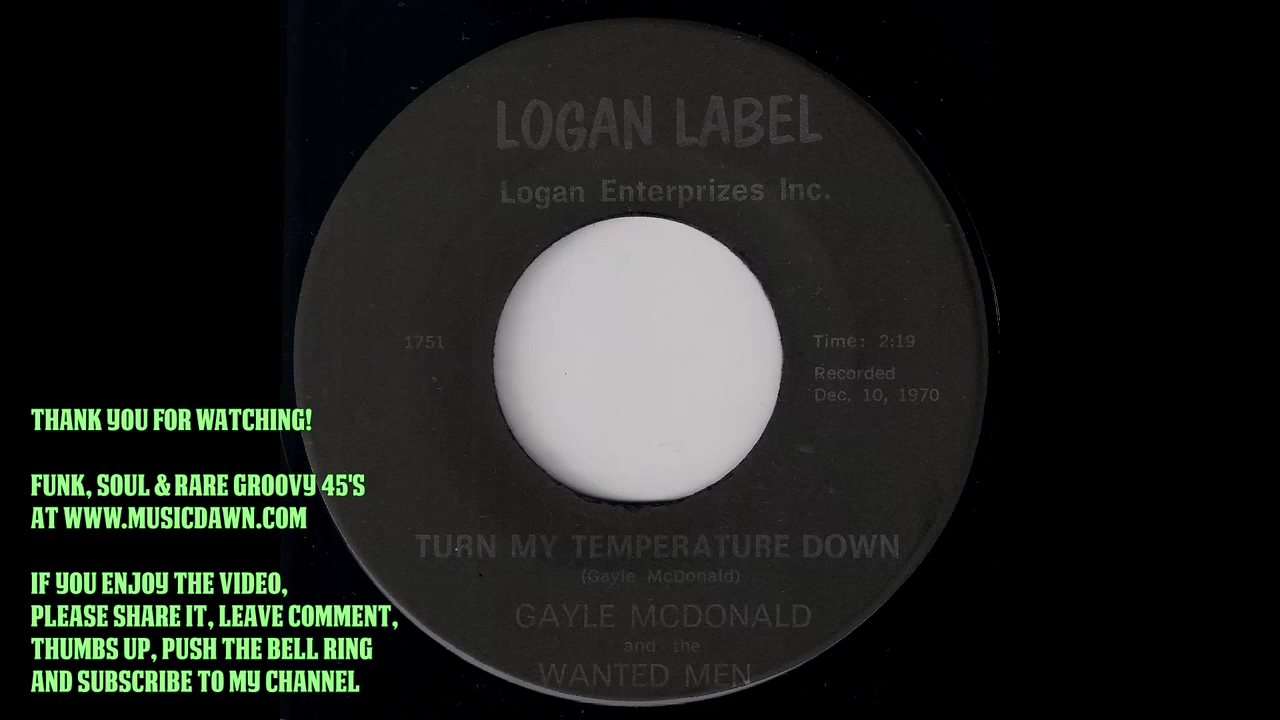 LOGAN LABEL
Logan Enterprizes Inc.
1751
Time: 2:19
Recorded
Dec. 10, 1970
TURN MY TEMPERATURE DOWN
(Gayle McDonald)
GAYLE MCDONALD
and the
WANTED MEN
THANK YOU FOR WATCHING!
FUNK, SOUL & RARE GROOVY 45'S
AT WWW.MUSICDAWN.COM
IF YOU ENJOY THE VIDEO,
PLEASE SHARE IT, LEAVE COMMENT,
THUMBS UP, PUSH THE BELL RING
AND SUBSCRIBE TO MY CHANNEL